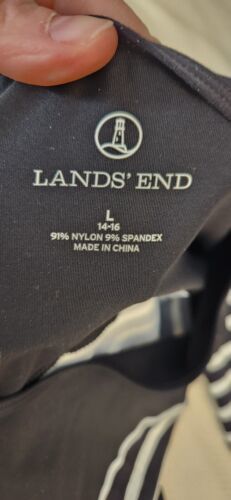 LANDS' END
L
14-16
91% NYLON 9% SPANDEX
MADE IN CHINA